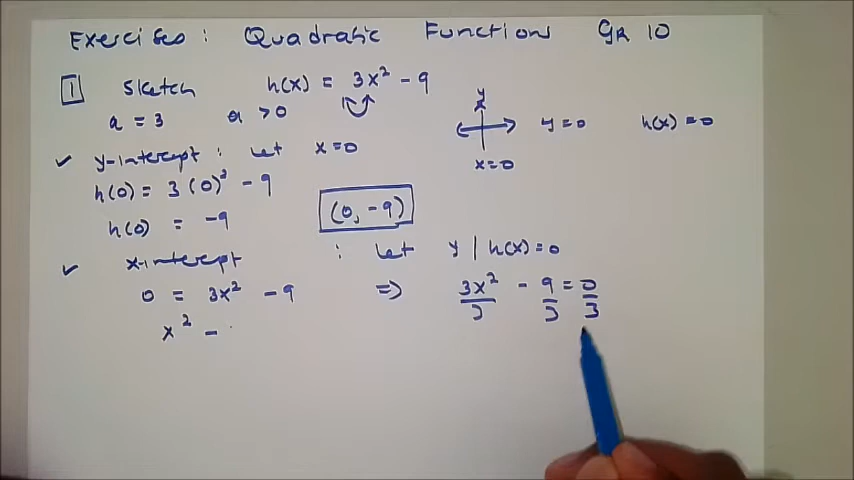 Exercises : Quadratic Functions GR 10
1 Sketch h(x) = 3x² - 9
a = 3 a > 0
y
y = 0 h(x) = 0
x = 0
✓ y-intercept : Let x = 0
h(0) = 3 (0)² - 9
h(0) = -9 (0, -9)
✓ x-intercept : Let y | h(x) = 0
0 = 3x² - 9 => 3x²/3 - 9/3 = 0/3
x² -